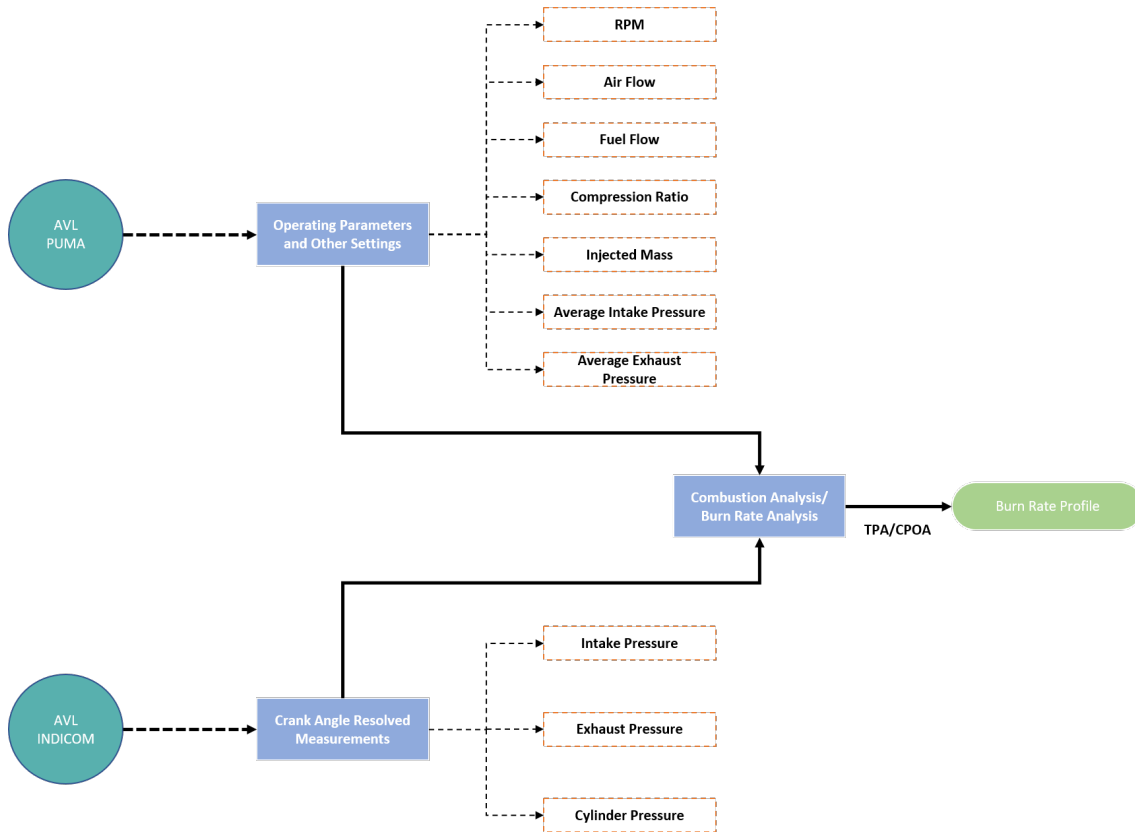 RPM
Air Flow
Fuel Flow
AVL
PUMA
Operating Parameters
and Other Settings
Compression Ratio
Injected Mass
Average Intake Pressure
Average Exhaust
Pressure
Combustion Analysis/
Burn Rate Analysis
TPA/CPOA
Burn Rate Profile
Intake Pressure
AVL
INDICOM
Crank Angle Resolved
Measurements
Exhaust Pressure
Cylinder Pressure